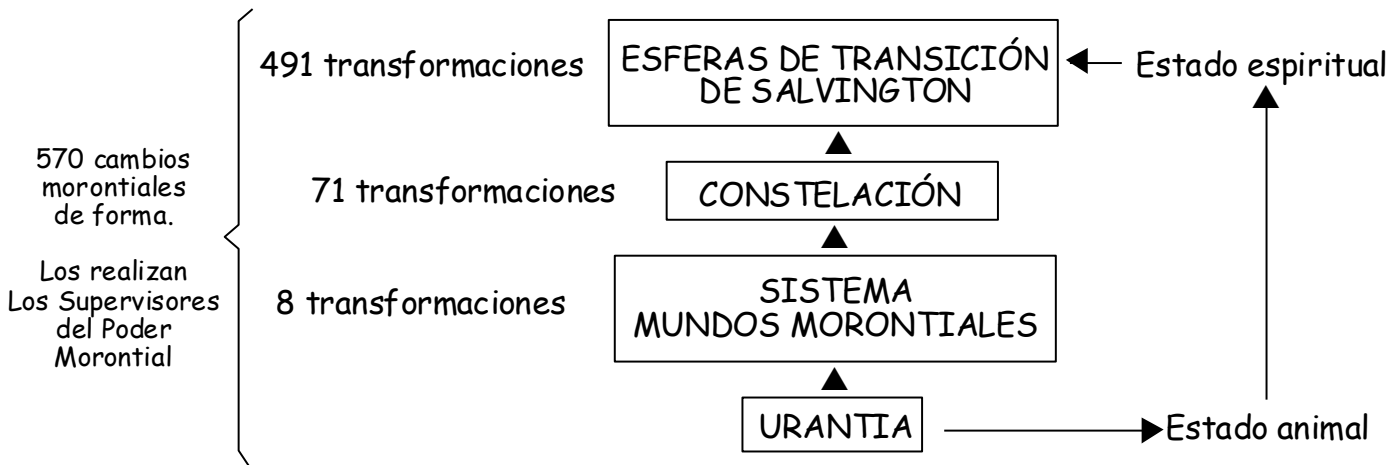 491 transformaciones
ESFERAS DE TRANSICIÓN
DE SALVINGTON
Estado espiritual
570 cambios
morontiales
de forma.
71 transformaciones
CONSTELACIÓN
Los realizan
Los Supervisores
del Poder
Morontial
8 transformaciones
SISTEMA
MUNDOS MORONTIALES
URANTIA
Estado animal